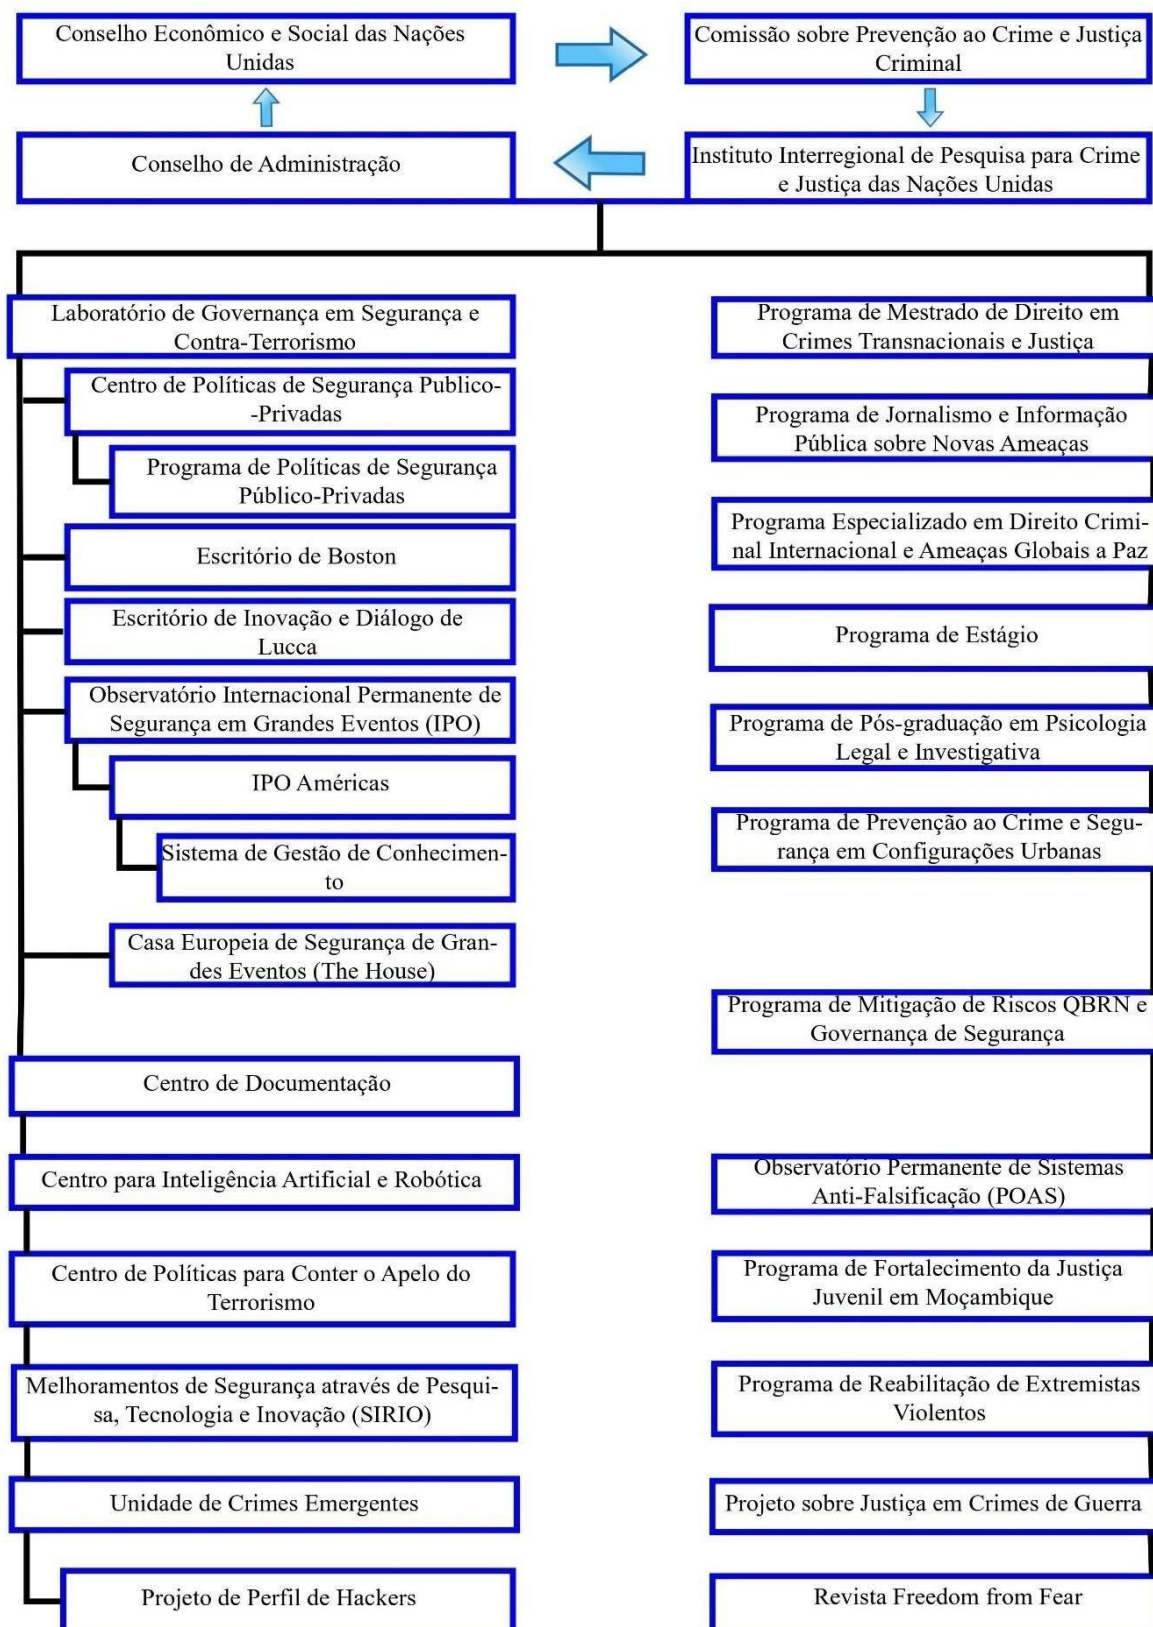 Conselho Econômico e Social das Nações
Unidas
Comissão sobre Prevenção ao Crime e Justiça
Criminal
Conselho de Administração
Instituto Interregional de Pesquisa para Crime
e Justiça das Nações Unidas
Laboratório de Governança em Segurança e
Contra-Terrorismo
Centro de Políticas de Segurança Publico-
-Privadas
Programa de Políticas de Segurança
Público-Privadas
Escritório de Boston
Escritório de Inovação e Diálogo de
Lucca
Observatório Internacional Permanente de
Segurança em Grandes Eventos (IPO)
IPO Américas
Sistema de Gestão de Conhecimen-
to
Casa Europeia de Segurança de Gran-
des Eventos (The House)
Centro de Documentação
Centro para Inteligência Artificial e Robótica
Centro de Políticas para Conter o Apelo do
Terrorismo
Melhoramentos de Segurança através de Pesqui-
sa, Tecnologia e Inovação (SIRIO)
Unidade de Crimes Emergentes
Projeto de Perfil de Hackers
Programa de Mestrado de Direito em
Crimes Transnacionais e Justiça
Programa de Jornalismo e Informação
Pública sobre Novas Ameaças
Programa Especializado em Direito Crimi-
nal Internacional e Ameaças Globais a Paz
Programa de Estágio
Programa de Pós-graduação em Psicologia
Legal e Investigativa
Programa de Prevenção ao Crime e Segu-
rança em Configurações Urbanas
Programa de Mitigação de Riscos QBRN e
Governança de Segurança
Observatório Permanente de Sistemas
Anti-Falsificação (POAS)
Programa de Fortalecimento da Justiça
Juvenil em Moçambique
Programa de Reabilitação de Extremistas
Violentos
Projeto sobre Justiça em Crimes de Guerra
Revista Freedom from Fear